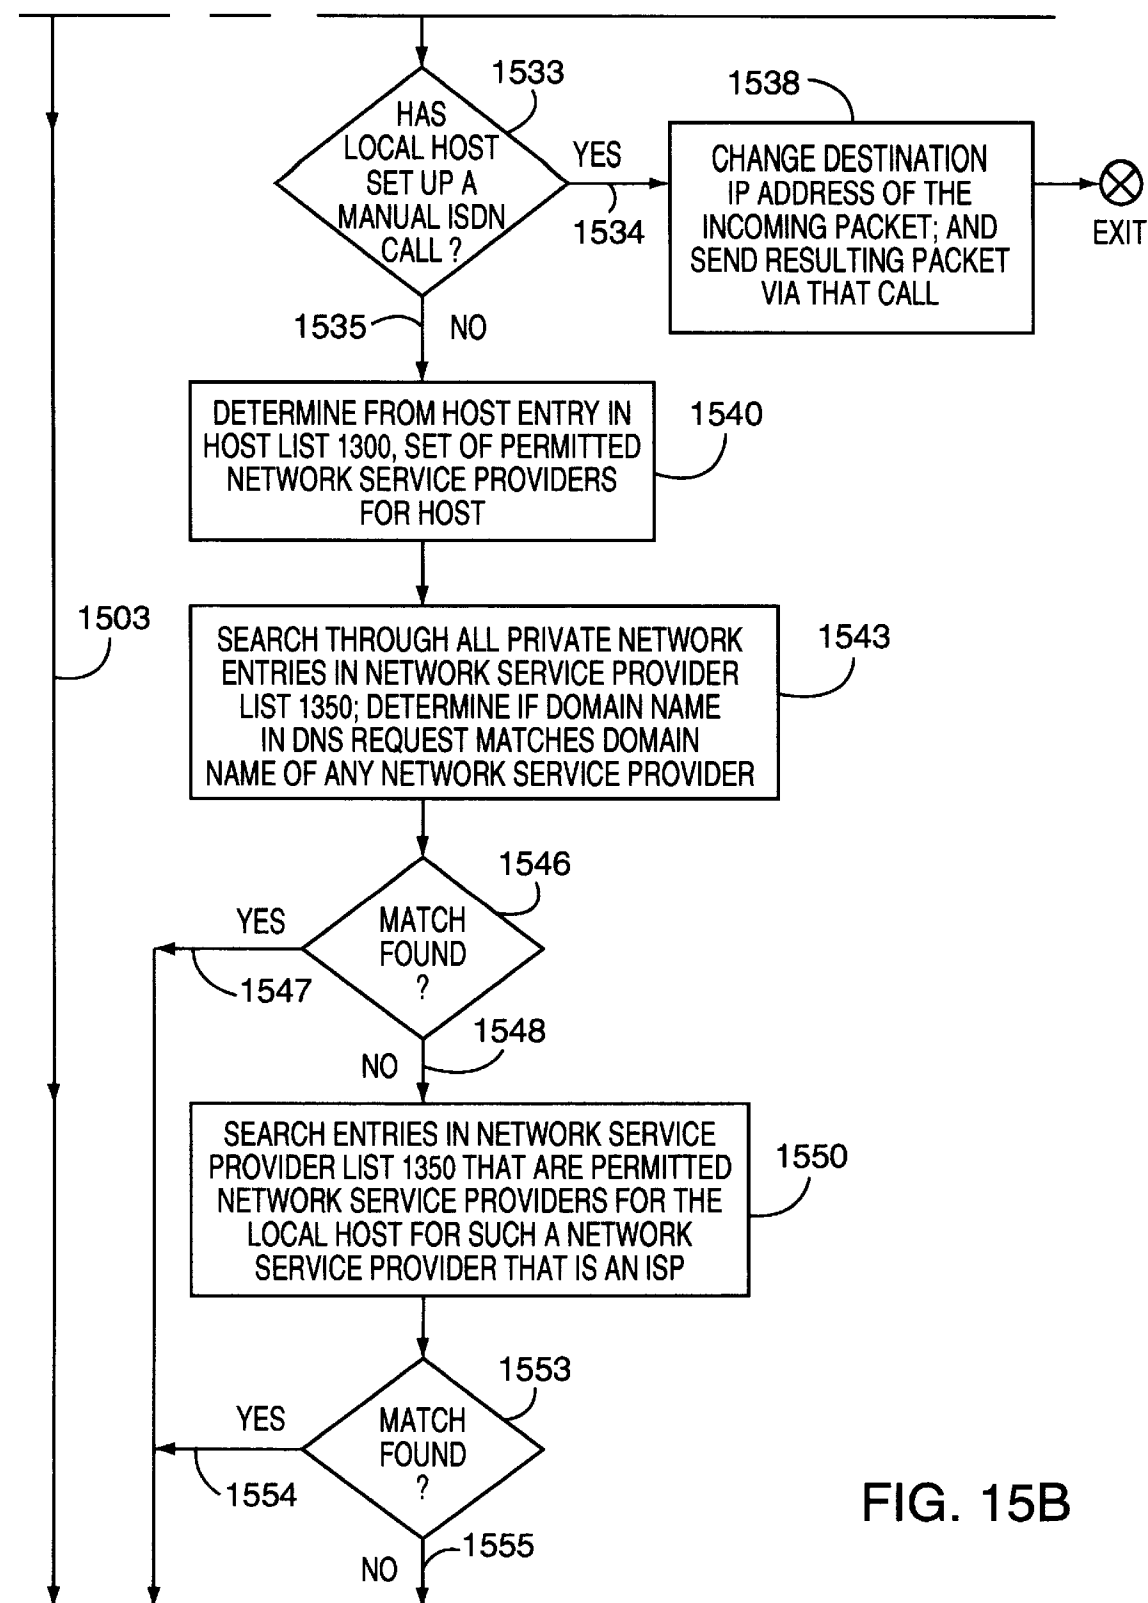 1533
HAS
LOCAL HOST
SET UP A
MANUAL ISDN
CALL ?
YES
1534
1538
CHANGE DESTINATION
IP ADDRESS OF THE
INCOMING PACKET; AND
SEND RESULTING PACKET
VIA THAT CALL
EXIT
1535
NO
DETERMINE FROM HOST ENTRY IN
HOST LIST 1300, SET OF PERMITTED
NETWORK SERVICE PROVIDERS
FOR HOST
1540
1503
SEARCH THROUGH ALL PRIVATE NETWORK
ENTRIES IN NETWORK SERVICE PROVIDER
LIST 1350; DETERMINE IF DOMAIN NAME
IN DNS REQUEST MATCHES DOMAIN
NAME OF ANY NETWORK SERVICE PROVIDER
1543
1546
MATCH
FOUND
?
YES
1547
NO
1548
SEARCH ENTRIES IN NETWORK SERVICE
PROVIDER LIST 1350 THAT ARE PERMITTED
NETWORK SERVICE PROVIDERS FOR THE
LOCAL HOST FOR SUCH A NETWORK
SERVICE PROVIDER THAT IS AN ISP
1550
1553
MATCH
FOUND
?
YES
1554
NO
1555
FIG. 15B